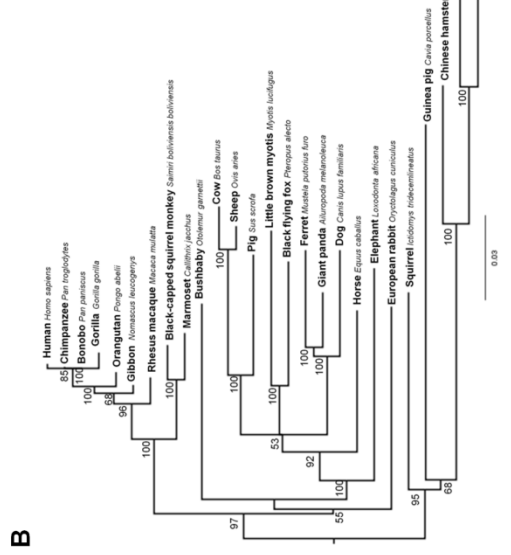 B
Human Homo sapiens
Chimpanzee Pan troglodytes
Bonobo Pan paniscus
Gorilla Gorilla gorilla
Orangutan Pongo abelii
Gibbon Nomascus leucogenys
Rhesus macaque Macaca mulatta
Black-capped squirrel monkey Saimiri boliviensis boliviensis
Marmoset Callithrix jacchus
Bushbaby Otolemur garnettii
Cow Bos taurus
Sheep Ovis aries
Pig Sus scrofa
Little brown myotis Myotis lucifugus
Black flying fox Pteropus alecto
Ferret Mustela putorius furo
Giant panda Ailuropoda melanoleuca
Dog Canis lupus familiaris
Horse Equus caballus
Elephant Loxodonta africana
European rabbit Oryctolagus cuniculus
Squirrel Ictidomys tridecemlineatus
Guinea pig Cavia porcellus
Chinese hamste
85
100
100
68
96
100
100
100
100
100
53
100
100
92
100
97
55
95
68
100
100
0.03